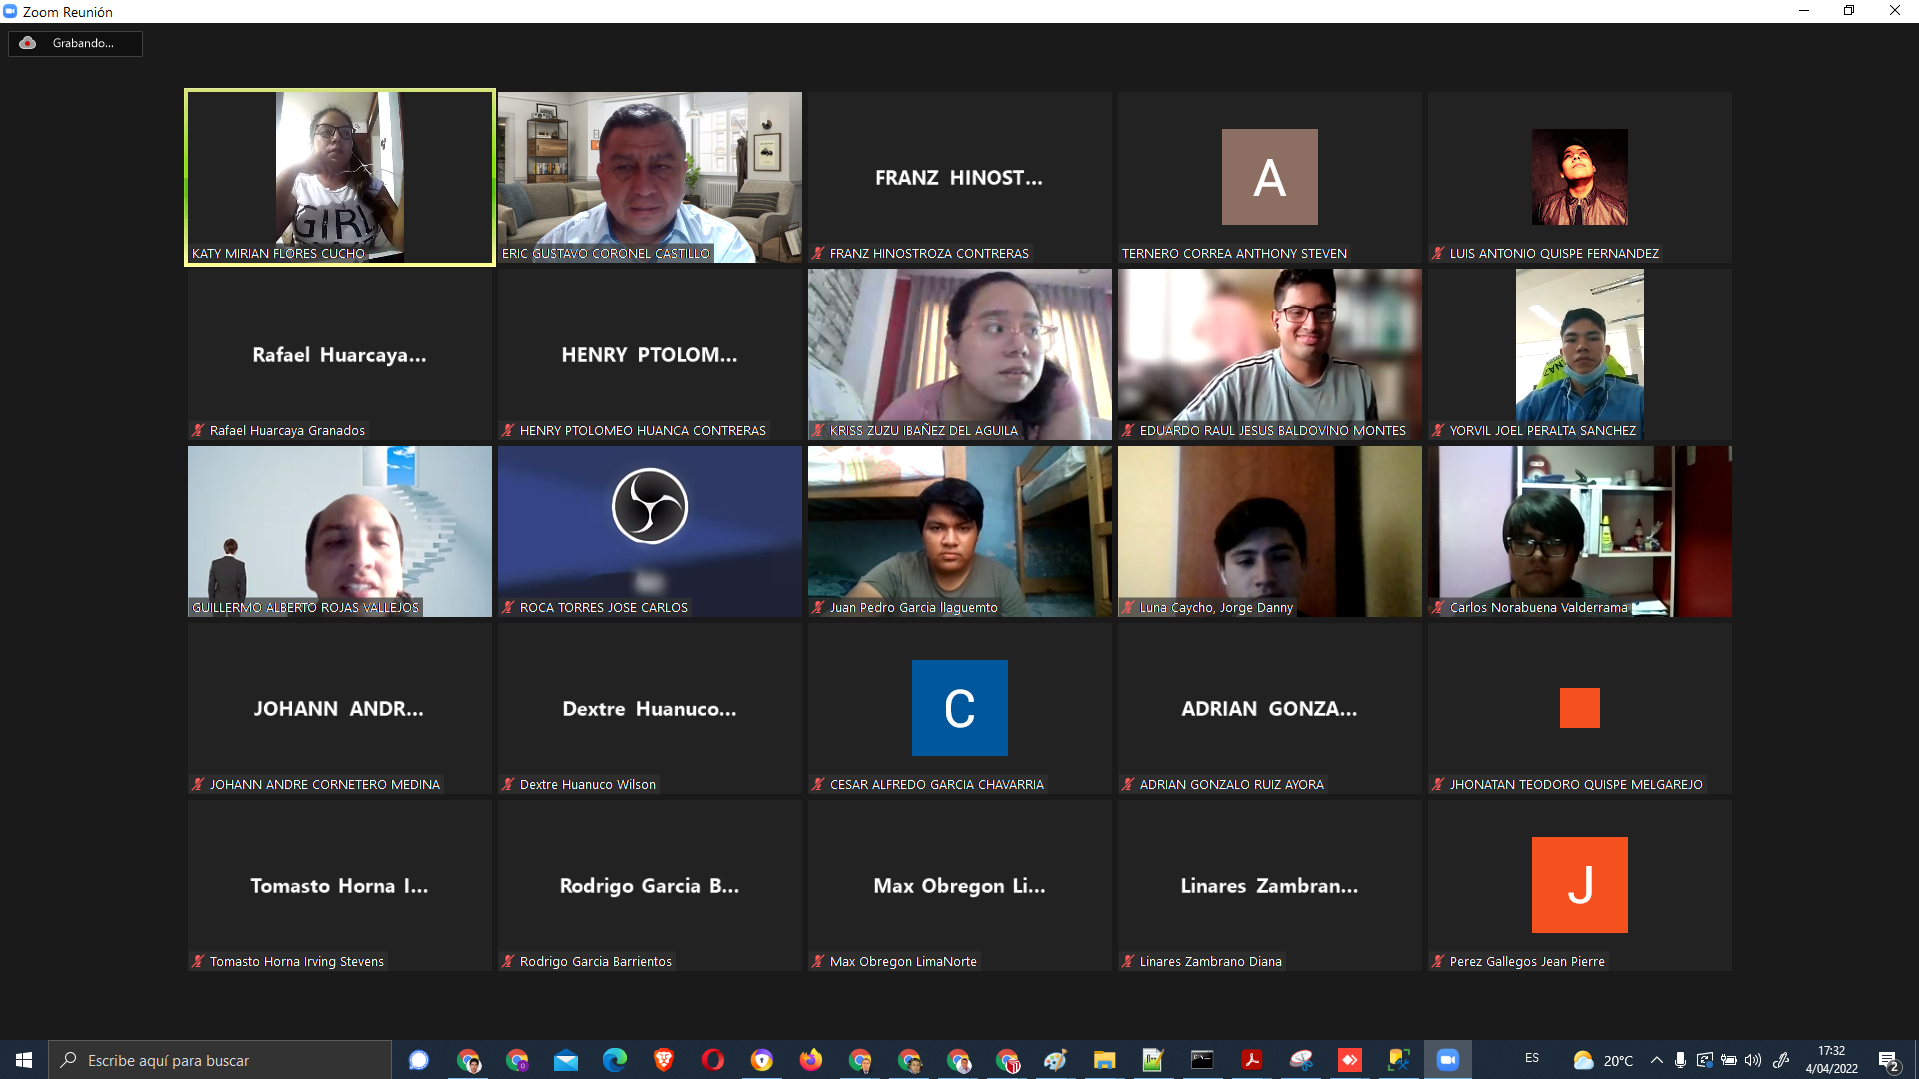 Zoom Reunión
Grabando...
GIRL
KATY MIRIAN FLORES CUCHO
ERIC GUSTAVO CORONEL CASTILLO
FRANZ HINOST...
FRANZ HINOSTROZA CONTRERAS
A
TERNERO CORREA ANTHONY STEVEN
LUIS ANTONIO QUISPE FERNANDEZ
Rafael Huarcaya...
Rafael Huarcaya Granados
HENRY PTOLOM...
HENRY PTOLOMEO HUANCA CONTRERAS
KRISS ZUZU IBAÑEZ DEL AGUILA
EDUARDO RAUL JESUS BALDOVINO MONTES
YORVIL JOEL PERALTA SANCHEZ
GUILLERMO ALBERTO ROJAS VALLEJOS
ROCA TORRES JOSE CARLOS
Juan Pedro Garcia llaguemto
Luna Caycho, Jorge Danny
Carlos Norabuena Valderrama
JOHANN ANDR...
JOHANN ANDRE CORNETERO MEDINA
Dextre Huanuco...
Dextre Huanuco Wilson
C
CESAR ALFREDO GARCIA CHAVARRIA
ADRIAN GONZA...
ADRIAN GONZALO RUIZ AYORA
JHONATAN TEODORO QUISPE MELGAREJO
Tomasto Horna I...
Tomasto Horna Irving Stevens
Rodrigo Garcia B...
Rodrigo Garcia Barrientos
Max Obregon Li...
Max Obregon LimaNorte
Linares Zambran...
Linares Zambrano Diana
J
Perez Gallegos Jean Pierre
Escribe aquí para buscar
ES
20°C
17:32
4/04/2022
2